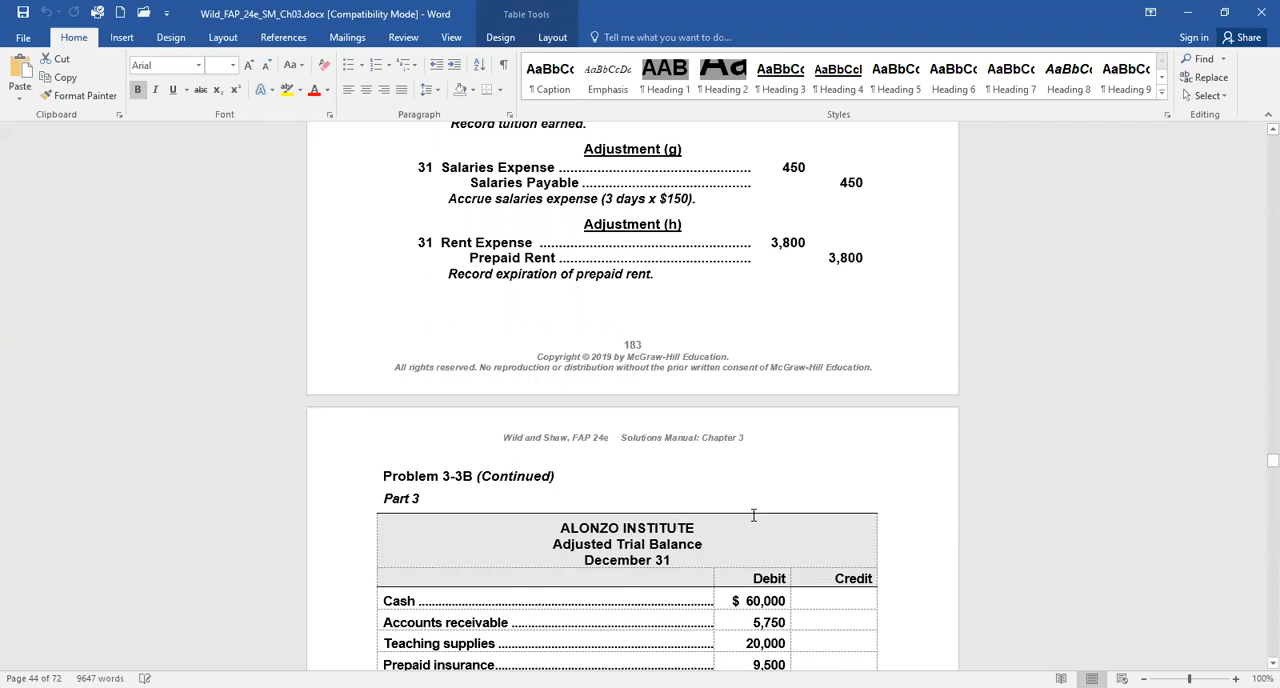 Wild_FAP_24e_SM_Ch03.docx [Compatibility Mode] - Word
Table Tools
File Home Insert Design Layout References Mailings Review View Design Layout Tell me what you want to do... Sign in Share
Paste
Cut
Copy
Format Painter
Clipboard
Arial
Font
Paragraph
AaBbCc AaBbCcDc AAB AaB AaBbCc AaBbCcI AaBbCc AaBbCc AaBbCc AaBbCc AaBbCc
¶ Caption Emphasis ¶ Heading 1 ¶ Heading 2 ¶ Heading 3 ¶ Heading 4 ¶ Heading 5 Heading 6 ¶ Heading 7 Heading 8 ¶ Heading 9
Styles
Find
Replace
Select
Editing
Record tuition earned.
Adjustment (g)
31 Salaries Expense ................................................. 450
Salaries Payable ........................................... 450
Accrue salaries expense (3 days x $150).
Adjustment (h)
31 Rent Expense ..................................................... 3,800
Prepaid Rent ................................................. 3,800
Record expiration of prepaid rent.
183
Copyright © 2019 by McGraw-Hill Education.
All rights reserved. No reproduction or distribution without the prior written consent of McGraw-Hill Education.
Wild and Shaw, FAP 24e Solutions Manual: Chapter 3
Problem 3-3B (Continued)
Part 3
ALONZO INSTITUTE
Adjusted Trial Balance
December 31
Debit Credit
Cash ........................................................................... $ 60,000
Accounts receivable ................................................... 5,750
Teaching supplies ...................................................... 20,000
Prepaid insurance....................................................... 9,500
Page 44 of 72 9647 words 100%